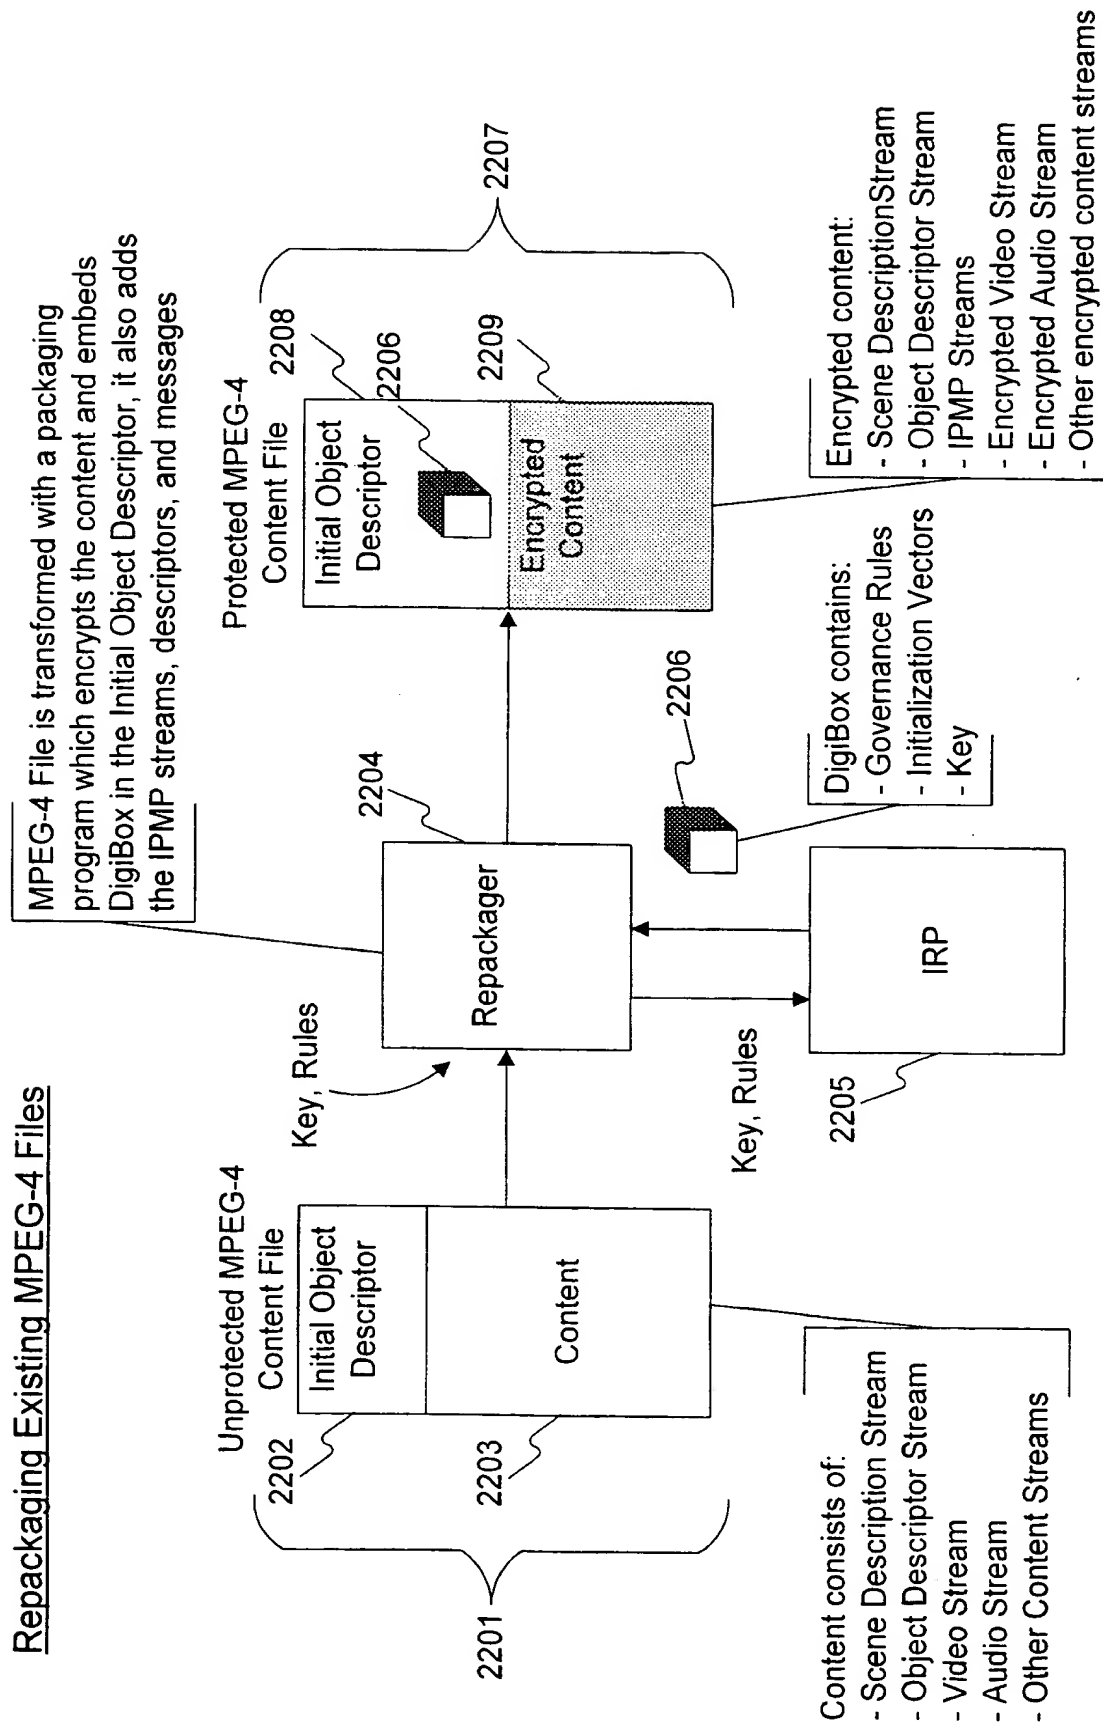 Repackaging Existing MPEG-4 Files
MPEG-4 File is transformed with a packaging
program which encrypts the content and embeds
DigiBox in the Initial Object Descriptor, it also adds
the IPMP streams, descriptors, and messages
Unprotected MPEG-4
Content File
2202
Initial Object
Descriptor
Content
2203
2201
Content consists of:
- Scene Description Stream
- Object Descriptor Stream
- Video Stream
- Audio Stream
- Other Content Streams
Key, Rules
Repackager
2204
Key, Rules
IRP
2205
2206
DigiBox contains:
- Governance Rules
- Initialization Vectors
- Key
Protected MPEG-4
Content File
2208
Initial Object
Descriptor
2206
Encrypted
Content
2209
2207
Encrypted content:
- Scene DescriptionStream
- Object Descriptor Stream
- IPMP Streams
- Encrypted Video Stream
- Encrypted Audio Stream
- Other encrypted content streams